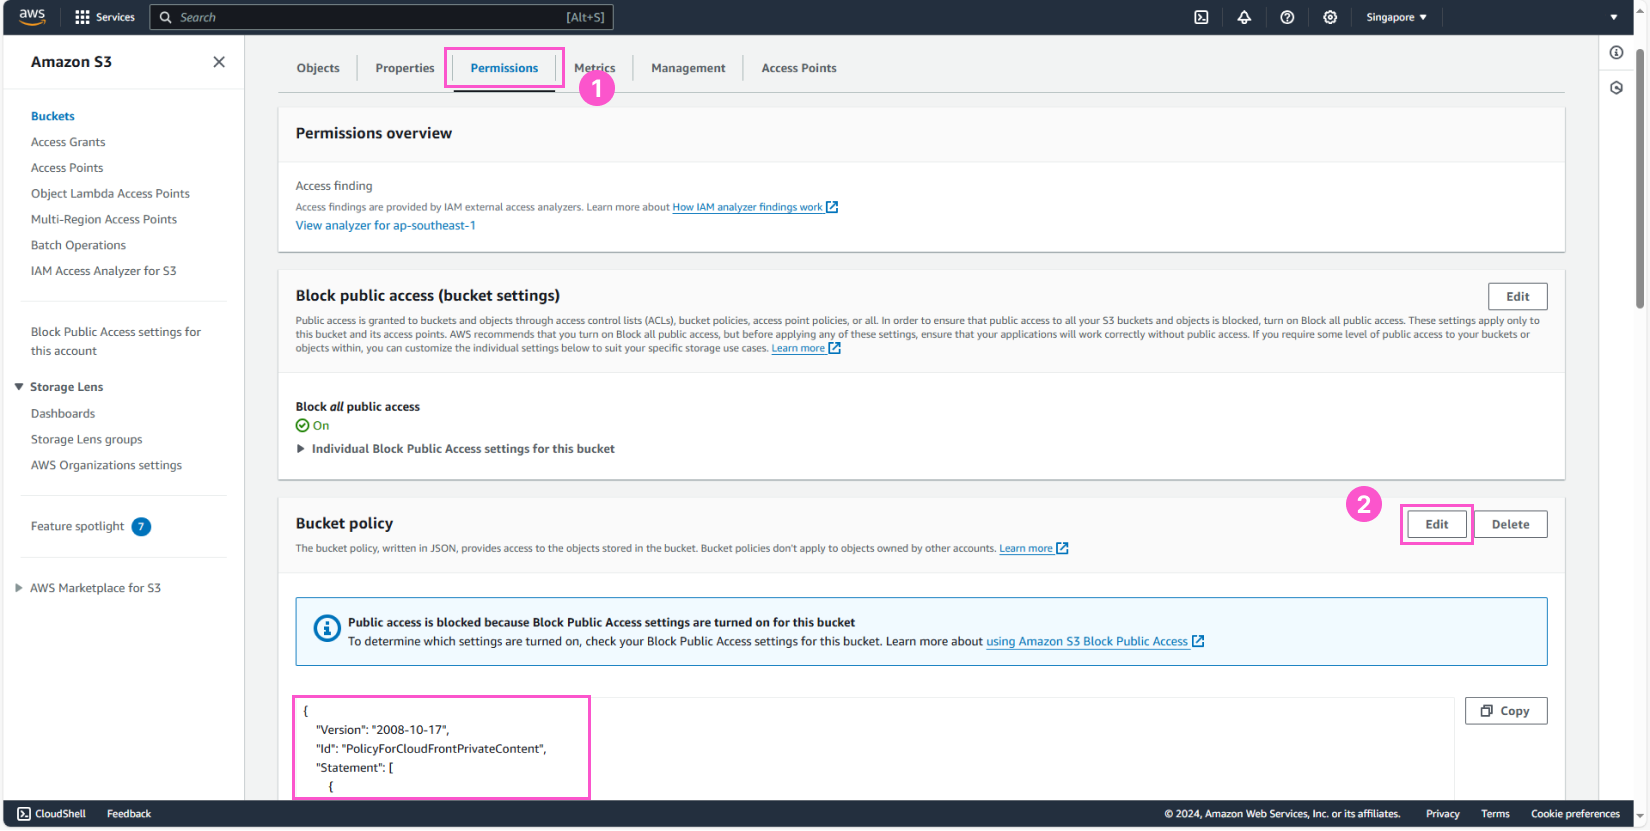 aws
Services
Search
[Alt+S]
Singapore
Amazon S3
Buckets
Access Grants
Access Points
Object Lambda Access Points
Multi-Region Access Points
Batch Operations
IAM Access Analyzer for S3
Block Public Access settings for
this account
Storage Lens
Dashboards
Storage Lens groups
AWS Organizations settings
Feature spotlight 7
AWS Marketplace for S3
Objects
Properties
Permissions
Metrics
Management
Access Points
1
Permissions overview
Access finding
Access findings are provided by IAM external access analyzers. Learn more about How IAM analyzer findings work
View analyzer for ap-southeast-1
Block public access (bucket settings)
Edit
Public access is granted to buckets and objects through access control lists (ACLs), bucket policies, access point policies, or all. In order to ensure that public access to all your S3 buckets and objects is blocked, turn on Block all public access. These settings apply only to
this bucket and its access points. AWS recommends that you turn on Block all public access, but before applying any of these settings, ensure that your applications will work correctly without public access. If you require some level of public access to your buckets or
objects within, you can customize the individual settings below to suit your specific storage use cases. Learn more
Block all public access
On
Individual Block Public Access settings for this bucket
2
Bucket policy
Edit
Delete
The bucket policy, written in JSON, provides access to the objects stored in the bucket. Bucket policies don't apply to objects owned by other accounts. Learn more
Public access is blocked because Block Public Access settings are turned on for this bucket
To determine which settings are turned on, check your Block Public Access settings for this bucket. Learn more about using Amazon S3 Block Public Access
Copy
{
"Version": "2008-10-17",
"Id": "PolicyForCloudFrontPrivateContent",
"Statement": [
{
CloudShell
Feedback
© 2024, Amazon Web Services, Inc. or its affiliates.
Privacy
Terms
Cookie preferences